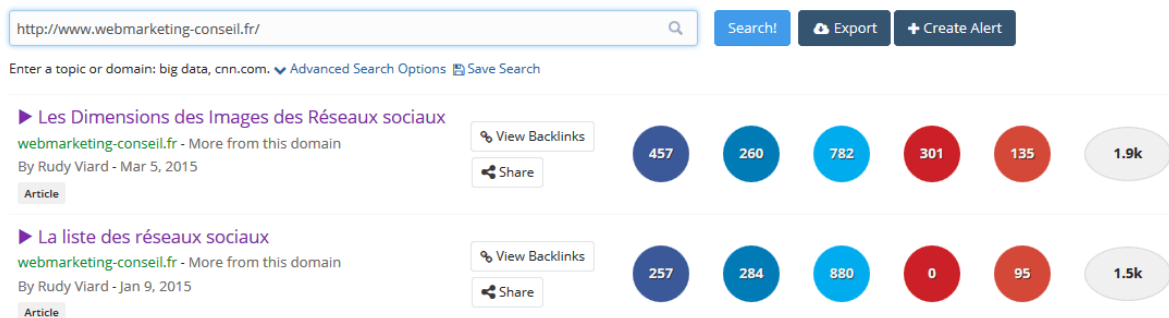 http://www.webmarketing-conseil.fr/
Search!
Export
Create Alert
Enter a topic or domain: big data, cnn.com. Advanced Search Options Save Search
Les Dimensions des Images des Réseaux sociaux
webmarketing-conseil.fr - More from this domain
By Rudy Viard - Mar 5, 2015
Article
View Backlinks
Share
457 260 782 301 135 1.9k
La liste des réseaux sociaux
webmarketing-conseil.fr - More from this domain
By Rudy Viard - Jan 9, 2015
Article
View Backlinks
Share
257 284 880 0 95 1.5k